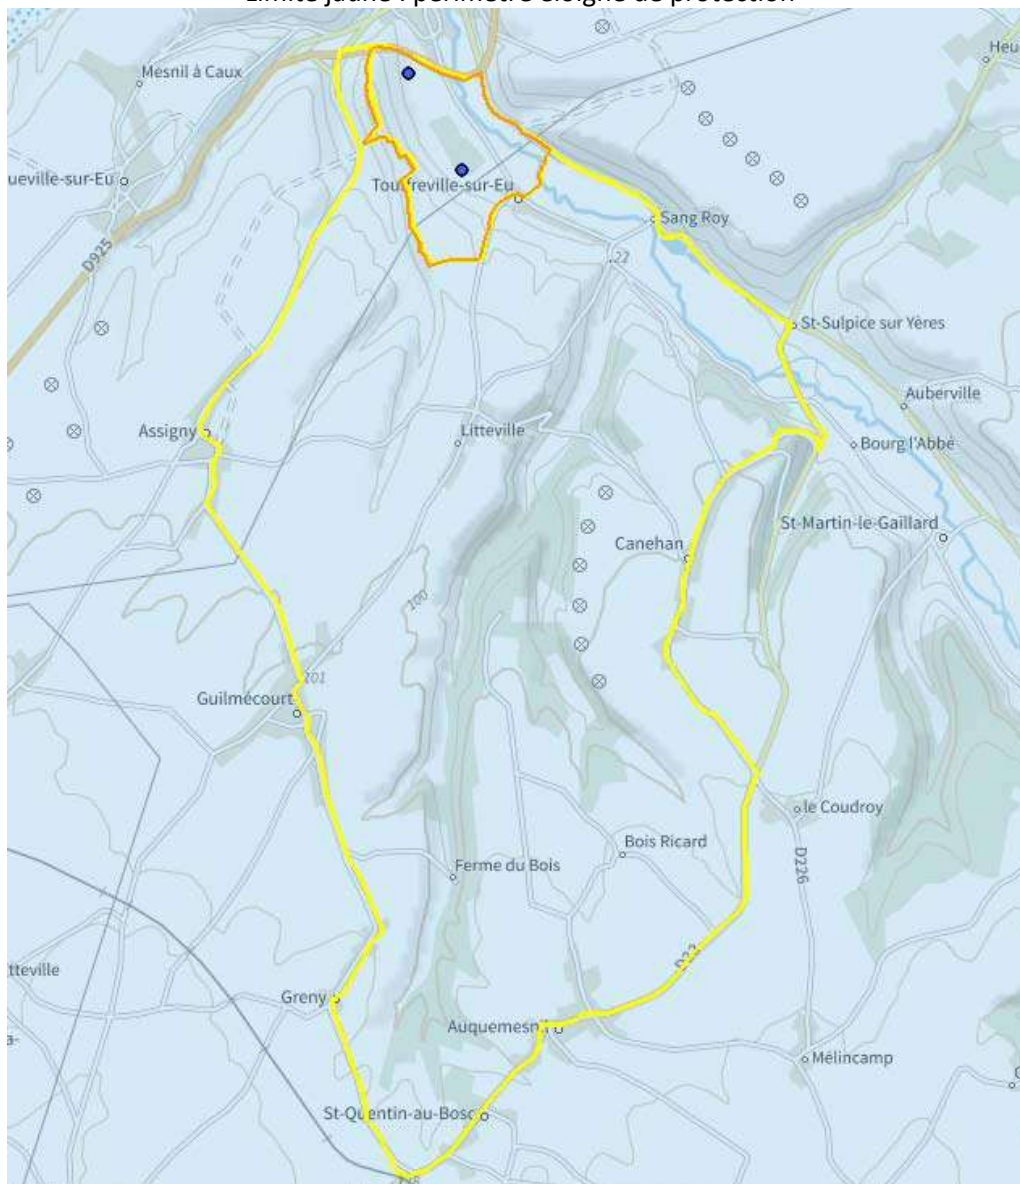 Limite jaune : périmètre éloigné de protection
Mesnil à Caux
Heu
ueville-sur-Eu
Touffreville-sur-Eu
D925
Sang Roy
22
St-Sulpice sur Yères
Auberville
Assigny
Litteville
Bourg l'Abbé
St-Martin-le-Gaillard
Canehan
100
201
Guilmécourt
le Coudroy
Bois Ricard
D226
Ferme du Bois
D22
tteville
Greny
Auquemesnil
a-
Mélincamp
St-Quentin-au-Bosc